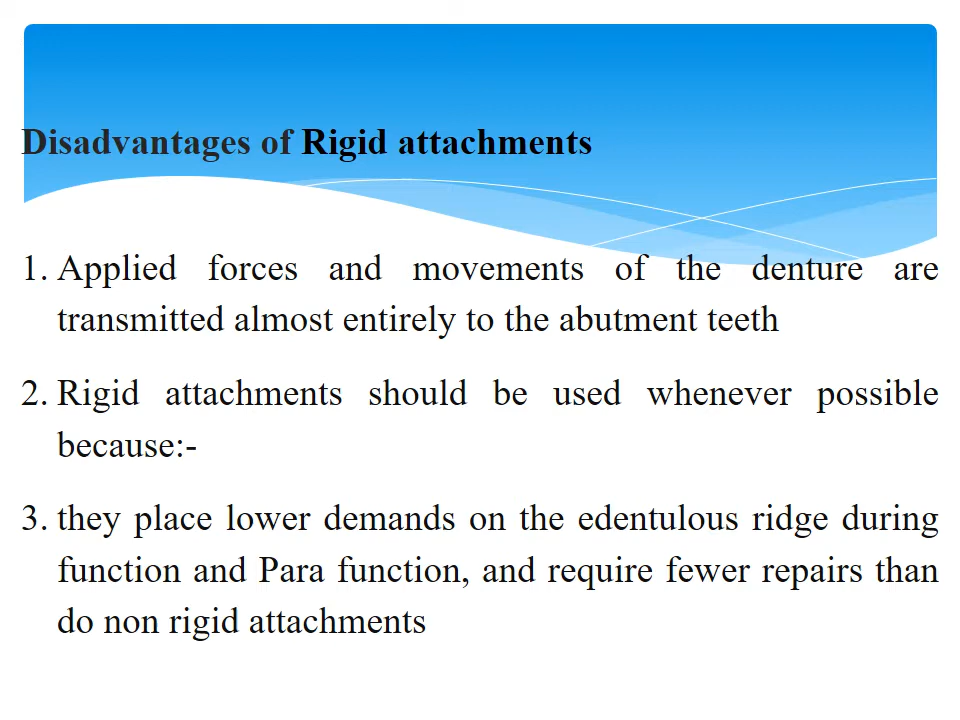 Disadvantages of Rigid attachments
1. Applied forces and movements of the denture are
transmitted almost entirely to the abutment teeth
2. Rigid attachments should be used whenever possible
because:-
3. they place lower demands on the edentulous ridge during
function and Para function, and require fewer repairs than
do non rigid attachments